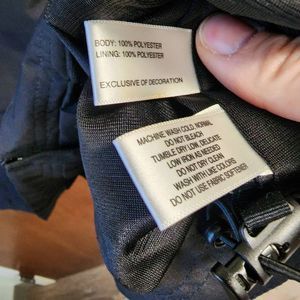 BODY: 100% POLYESTER
LINING: 100% POLYESTER
EXCLUSIVE OF DECORATION
MACHINE WASH COLD, NORMAL
DO NOT BLEACH
TUMBLE DRY LOW, DELICATE
LOW IRON AS NEEDED
DO NOT DRY CLEAN
WASH WITH LIKE COLORS
DO NOT USE FABRIC SOFTENER